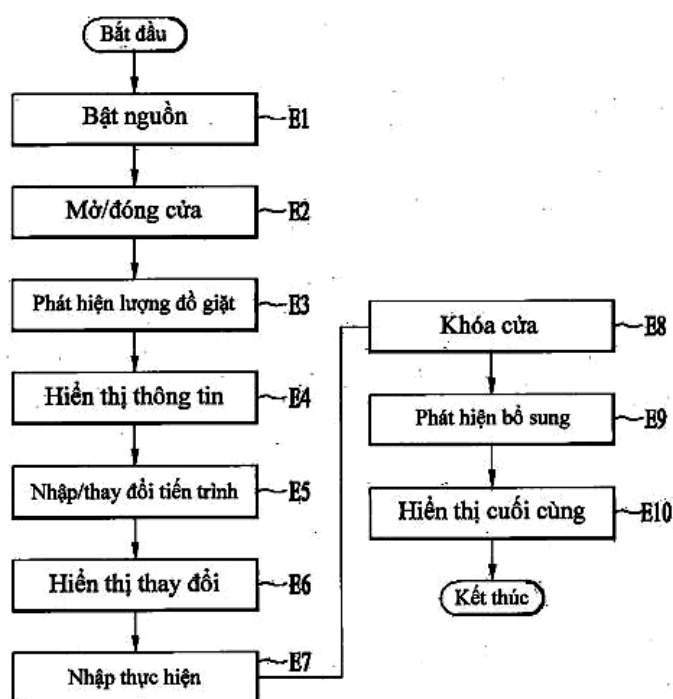 Bắt đầu
Bật nguồn E1
Mở/đóng cửa E2
Phát hiện lượng đồ giặt E3
Hiển thị thông tin E4
Nhập/thay đổi tiến trình E5
Hiển thị thay đổi E6
Nhập thực hiện E7
Khóa cửa E8
Phát hiện bổ sung E9
Hiển thị cuối cùng E10
Kết thúc